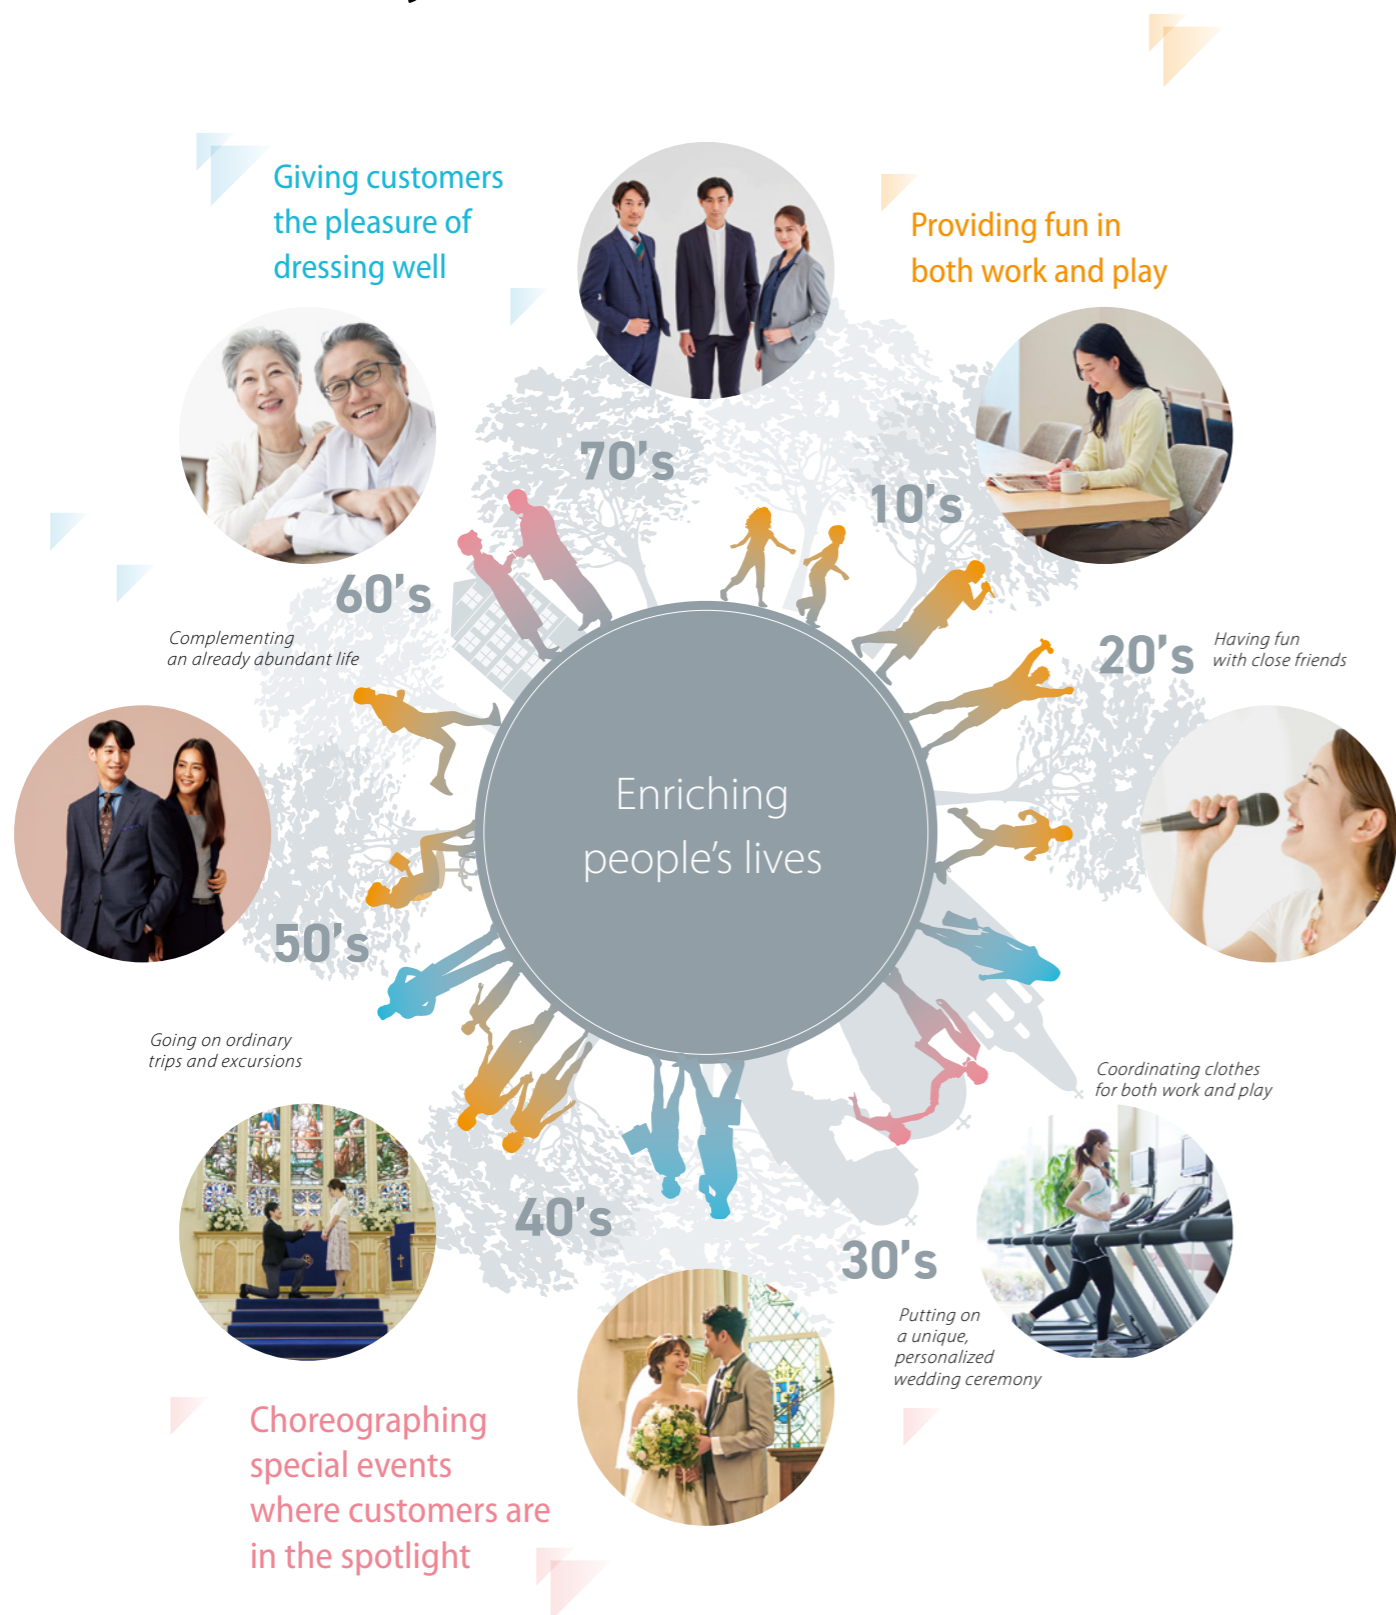 Giving customers
the pleasure of
dressing well
Providing fun in
both work and play
70's
10's
60's
20's
Complementing
an already abundant life
Having fun
with close friends
Enriching
people's lives
50's
Going on ordinary
trips and excursions
Coordinating clothes
for both work and play
40's
30's
Putting on
a unique,
personalized
wedding ceremony
Choreographing
special events
where customers are
in the spotlight